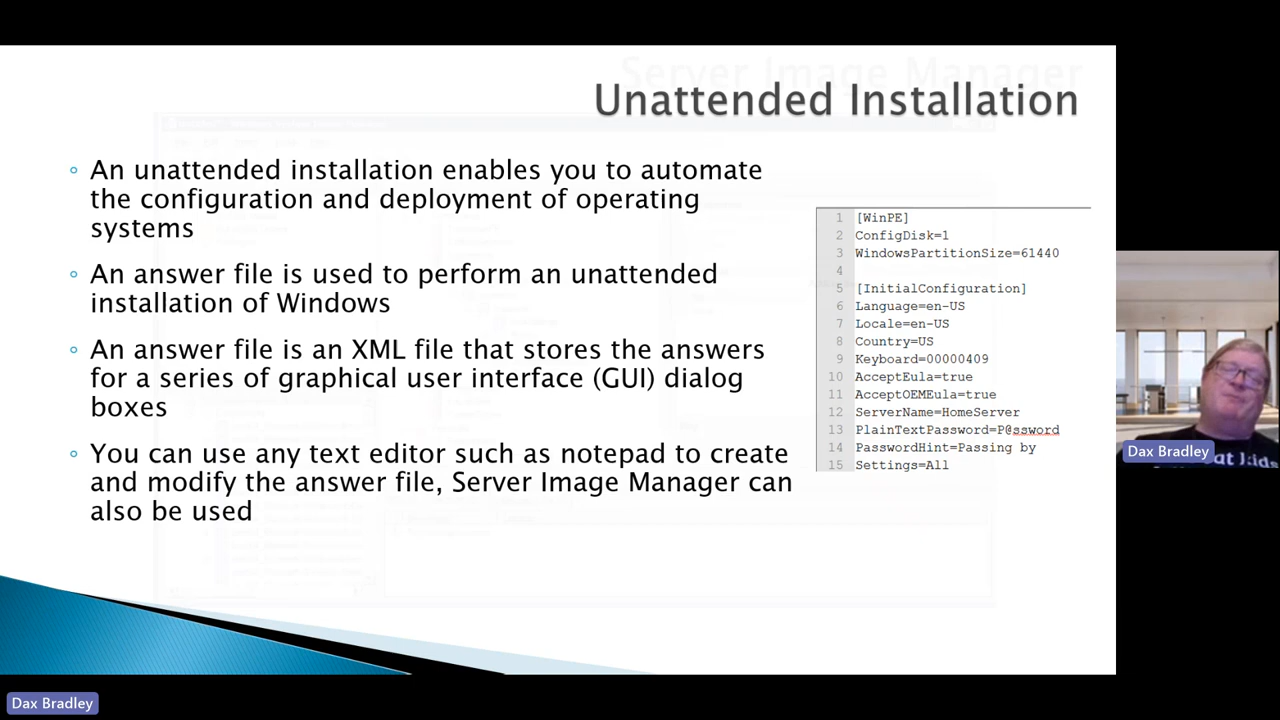 Server Image Manager
Unattended Installation
An unattended installation enables you to automate
the configuration and deployment of operating
systems
An answer file is used to perform an unattended
installation of Windows
An answer file is an XML file that stores the answers
for a series of graphical user interface (GUI) dialog
boxes
You can use any text editor such as notepad to create
and modify the answer file, Server Image Manager can
also be used
1 [WinPE]
2 ConfigDisk=1
3 WindowsPartitionSize=61440
4
5 [InitialConfiguration]
6 Language=en-US
7 Locale=en-US
8 Country=US
9 Keyboard=00000409
10 AcceptEula=true
11 AcceptOEMEula=true
12 ServerName=HomeServer
13 PlainTextPassword=P@ssword
14 PasswordHint=Passing by
15 Settings=All
Dax Bradley
Dax Bradley